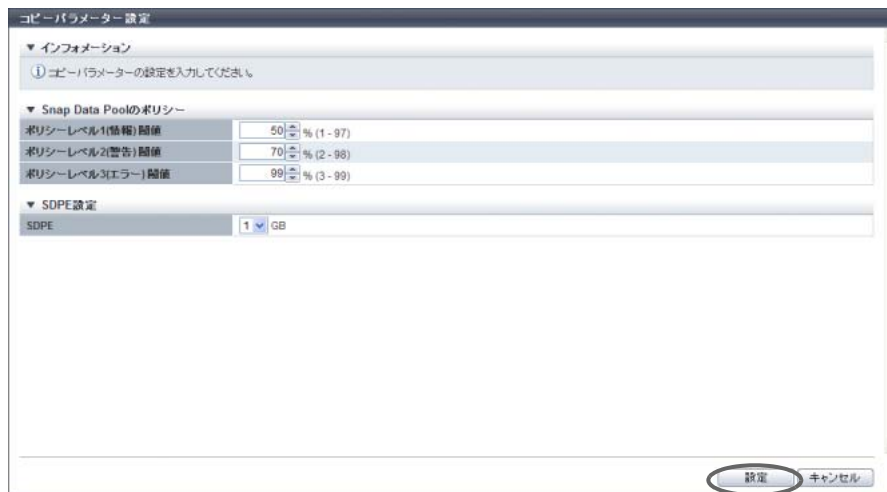 コピーパラメーター設定
▼ インフォメーション
コピーパラメーターの設定を入力してください。
▼ Snap Data Poolのポリシー
ポリシーレベル1(情報)閾値 50 % (1 - 97)
ポリシーレベル2(警告)閾値 70 % (2 - 98)
ポリシーレベル3(エラー)閾値 99 % (3 - 99)
▼ SDPE設定
SDPE 1 GB
設定 キャンセル